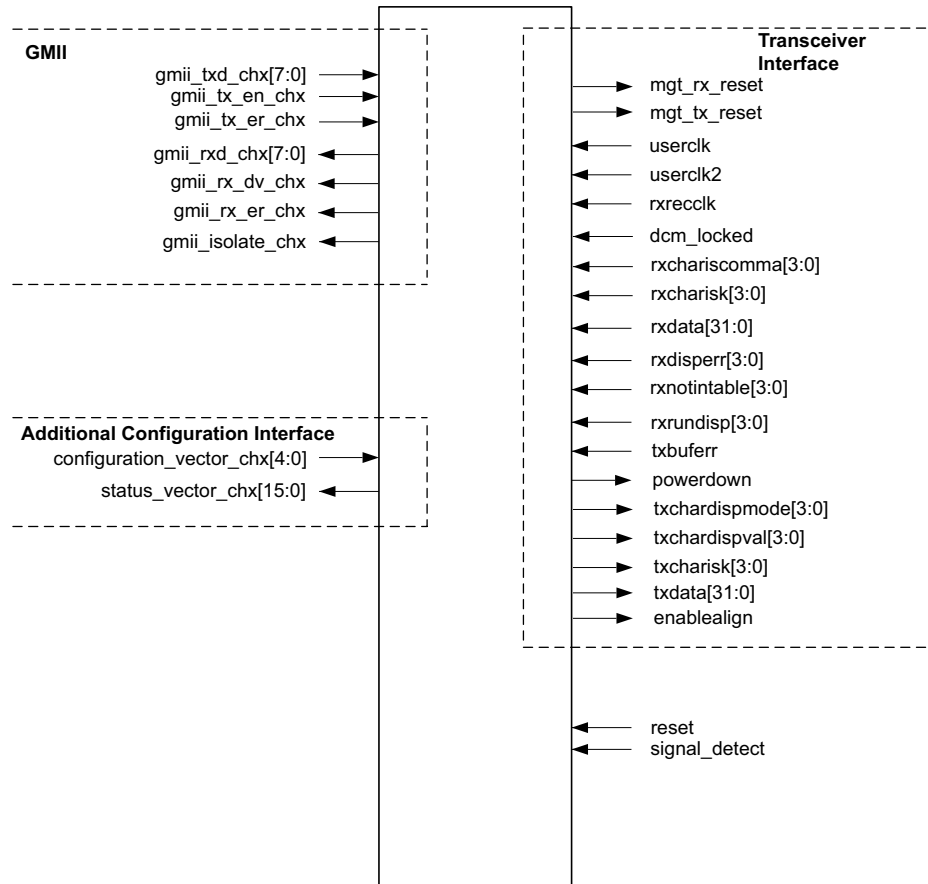 GMII
gmii_txd_chx[7:0]
gmii_tx_en_chx
gmii_tx_er_chx
gmii_rxd_chx[7:0]
gmii_rx_dv_chx
gmii_rx_er_chx
gmii_isolate_chx
Additional Configuration Interface
configuration_vector_chx[4:0]
status_vector_chx[15:0]
Transceiver
Interface
mgt_rx_reset
mgt_tx_reset
userclk
userclk2
rxrecclk
dcm_locked
rxchariscomma[3:0]
rxcharisk[3:0]
rxdata[31:0]
rxdisperr[3:0]
rxnotintable[3:0]
rxrundisp[3:0]
txbuferr
powerdown
txchardispmode[3:0]
txchardispval[3:0]
txcharisk[3:0]
txdata[31:0]
enablealign
reset
signal_detect